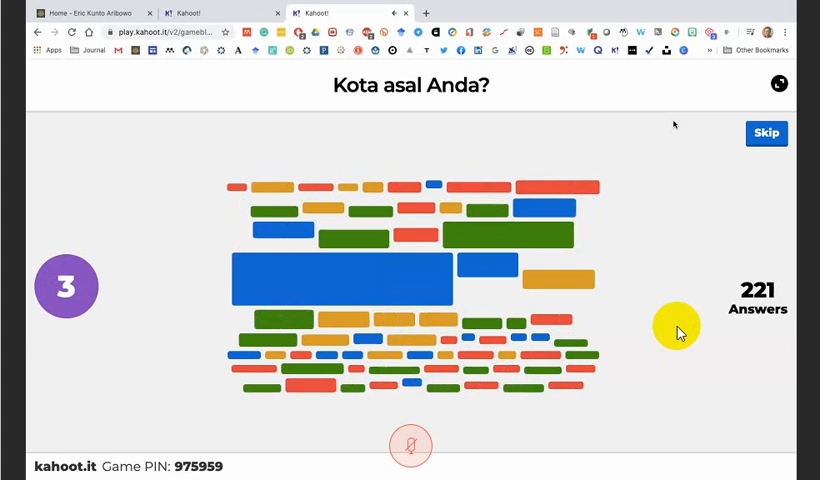 Home - Eric Kunto Aribowo
Kahoot!
Kahoot!
play.kahoot.it/v2/gamebl...
Apps
Journal
Other Bookmarks
Kota asal Anda?
Skip
3
221
Answers
kahoot.it Game PIN: 975959